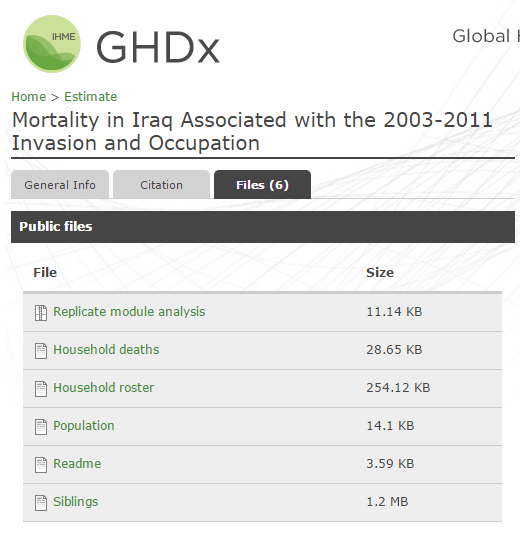 IHME
GHDx
Global
Home > Estimate
Mortality in Iraq Associated with the 2003-2011
Invasion and Occupation
General Info Citation Files (6)
Public files
File Size
Replicate module analysis 11.14 KB
Household deaths 28.65 KB
Household roster 254.12 KB
Population 14.1 KB
Readme 3.59 KB
Siblings 1.2 MB